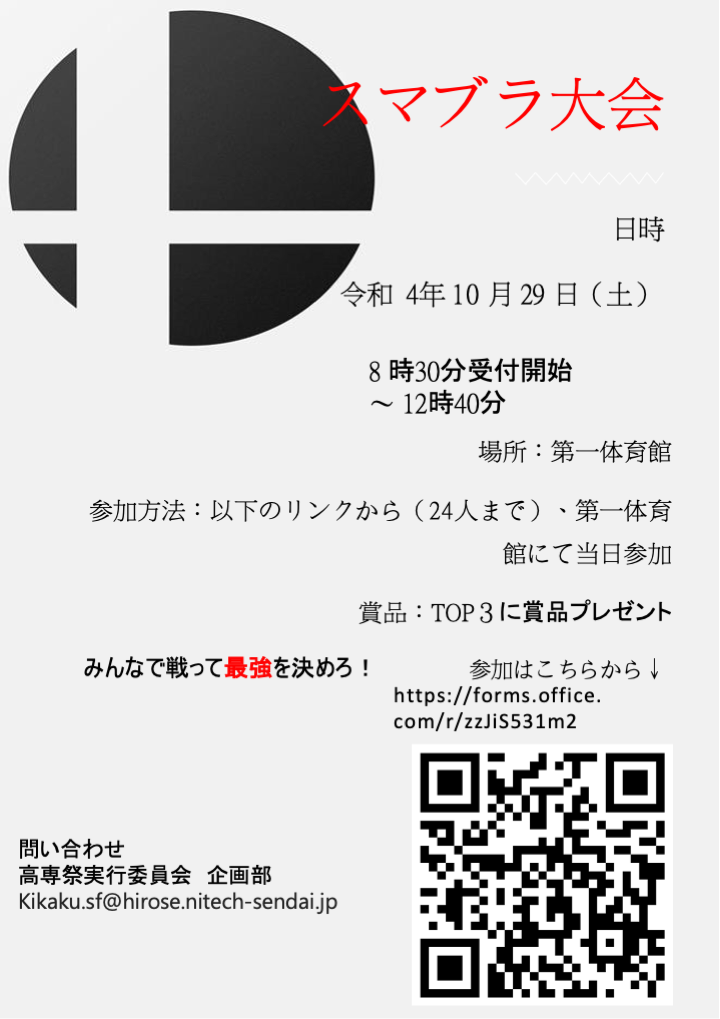 スマブラ大会
日時
令和 4年 10 月 29 日（土）
8 時30分受付開始
～ 12時40分
場所：第一体育館
参加方法：以下のリンクから（24人まで）、第一体育
館にて当日参加
賞品：TOP３に賞品プレゼント
みんなで戦って最強を決めろ！
参加はこちらから↓
https://forms.office.
com/r/zzJiS531m2
問い合わせ
高専祭実行委員会　企画部
Kikaku.sf@hirose.nitech-sendai.jp